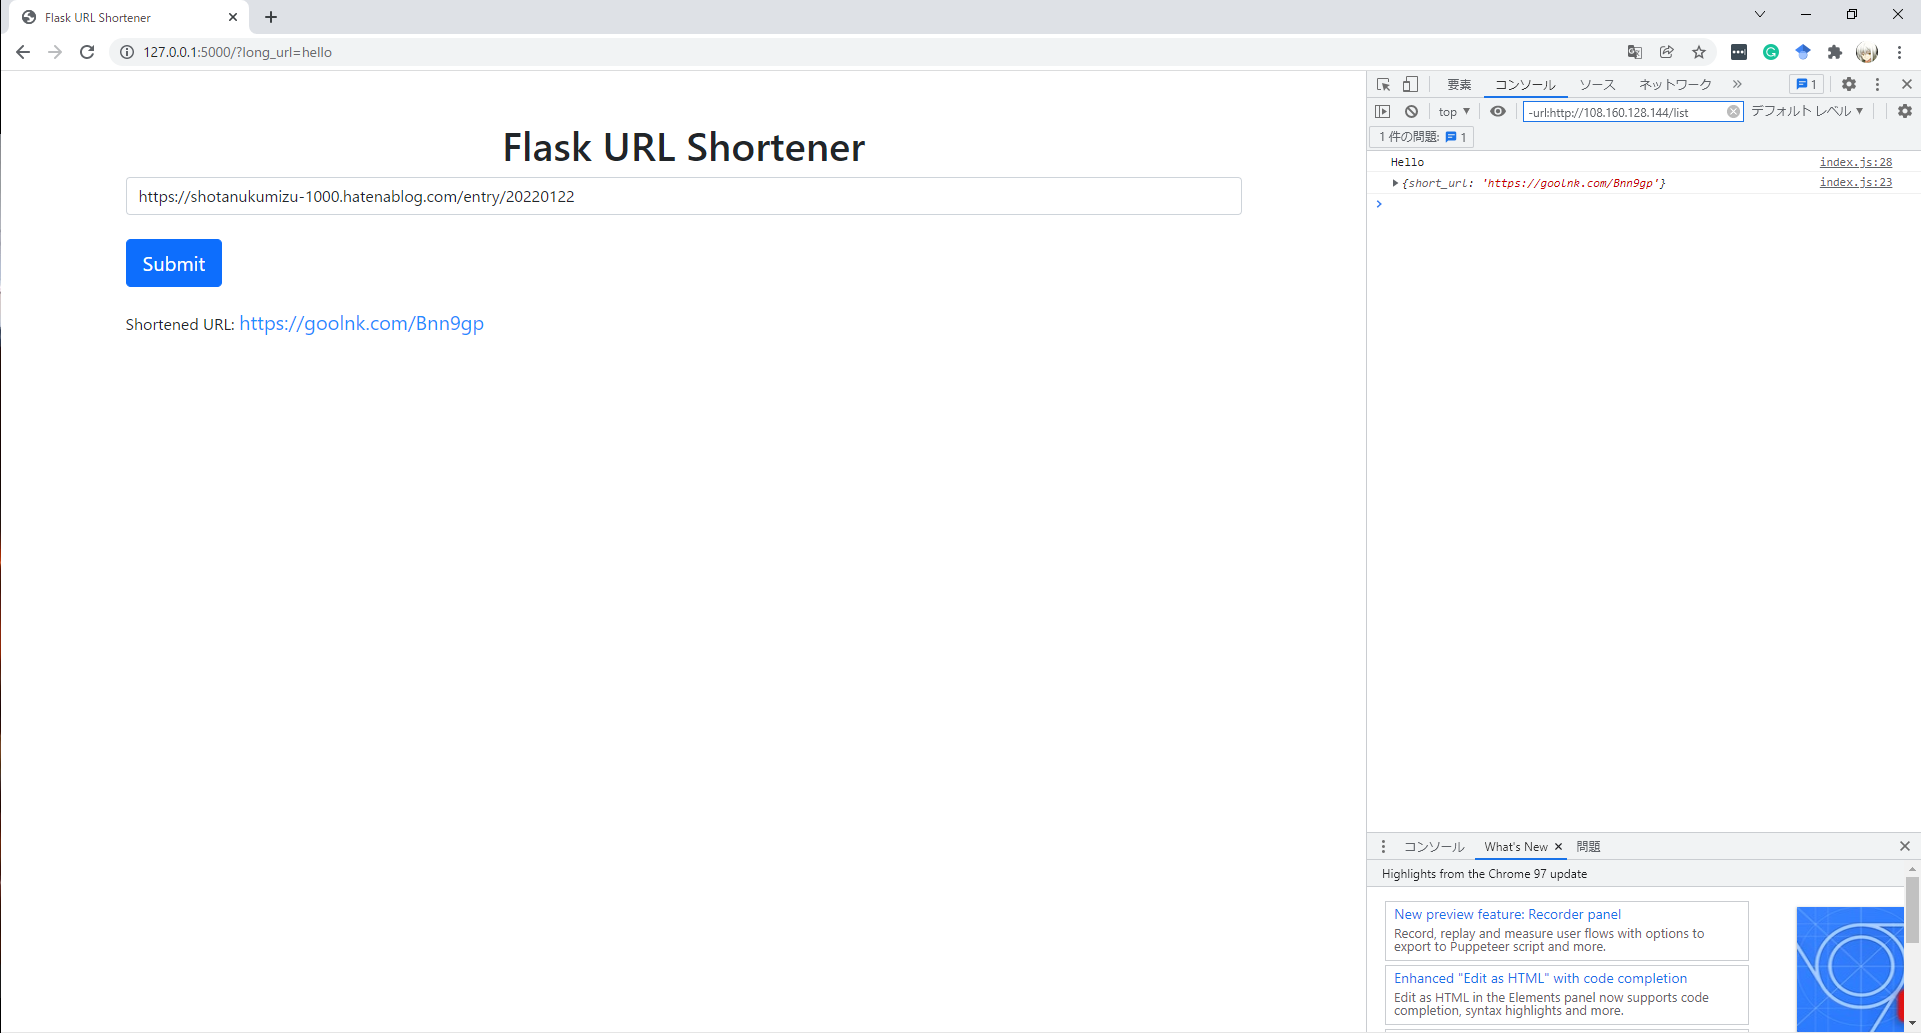 Flask URL Shortener
127.0.0.1:5000/?long_url=hello
Flask URL Shortener
https://shotanukumizu-1000.hatenablog.com/entry/20220122
Submit
Shortened URL: https://goolnk.com/Bnn9gp
要素 コンソール ソース ネットワーク » 1
top ▼ -url:http://108.160.128.144/list デフォルト レベル ▼
1 件の問題: 1
Hello index.js:28
{short_url: 'https://goolnk.com/Bnn9gp'} index.js:23
コンソール What's New 問題
Highlights from the Chrome 97 update
New preview feature: Recorder panel
Record, replay and measure user flows with options to
export to Puppeteer script and more.
Enhanced "Edit as HTML" with code completion
Edit as HTML in the Elements panel now supports code
completion, syntax highlights and more.